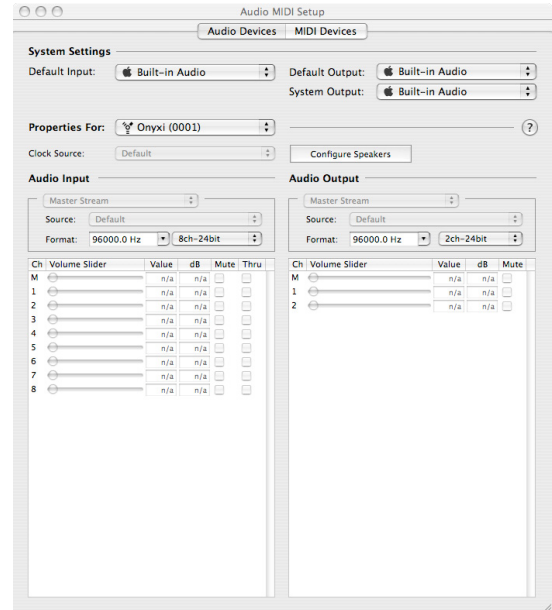 Audio MIDI Setup
Audio Devices MIDI Devices
System Settings
Default Input: Built-in Audio
Default Output: Built-in Audio
System Output: Built-in Audio
Properties For: Onyxi (0001) ?
Clock Source: Default
Configure Speakers
Audio Input
Master Stream
Source: Default
Format: 96000.0 Hz 8ch-24bit
Ch Volume Slider Value dB Mute Thru
M n/a n/a
1 n/a n/a
2 n/a n/a
3 n/a n/a
4 n/a n/a
5 n/a n/a
6 n/a n/a
7 n/a n/a
8 n/a n/a
Audio Output
Master Stream
Source: Default
Format: 96000.0 Hz 2ch-24bit
Ch Volume Slider Value dB Mute
M n/a n/a
1 n/a n/a
2 n/a n/a